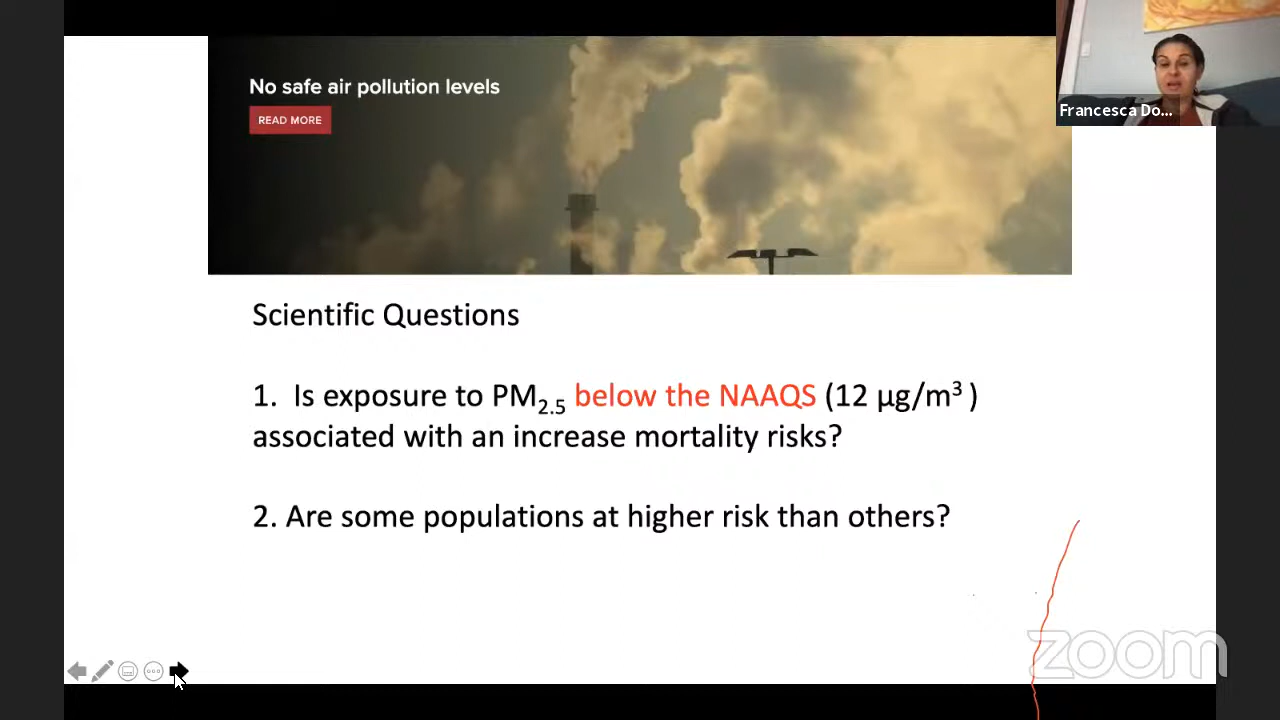 No safe air pollution levels
READ MORE
Francesca Do...
Scientific Questions
1. Is exposure to PM2.5 below the NAAQS (12 µg/m³ )
associated with an increase mortality risks?
2. Are some populations at higher risk than others?
zoom